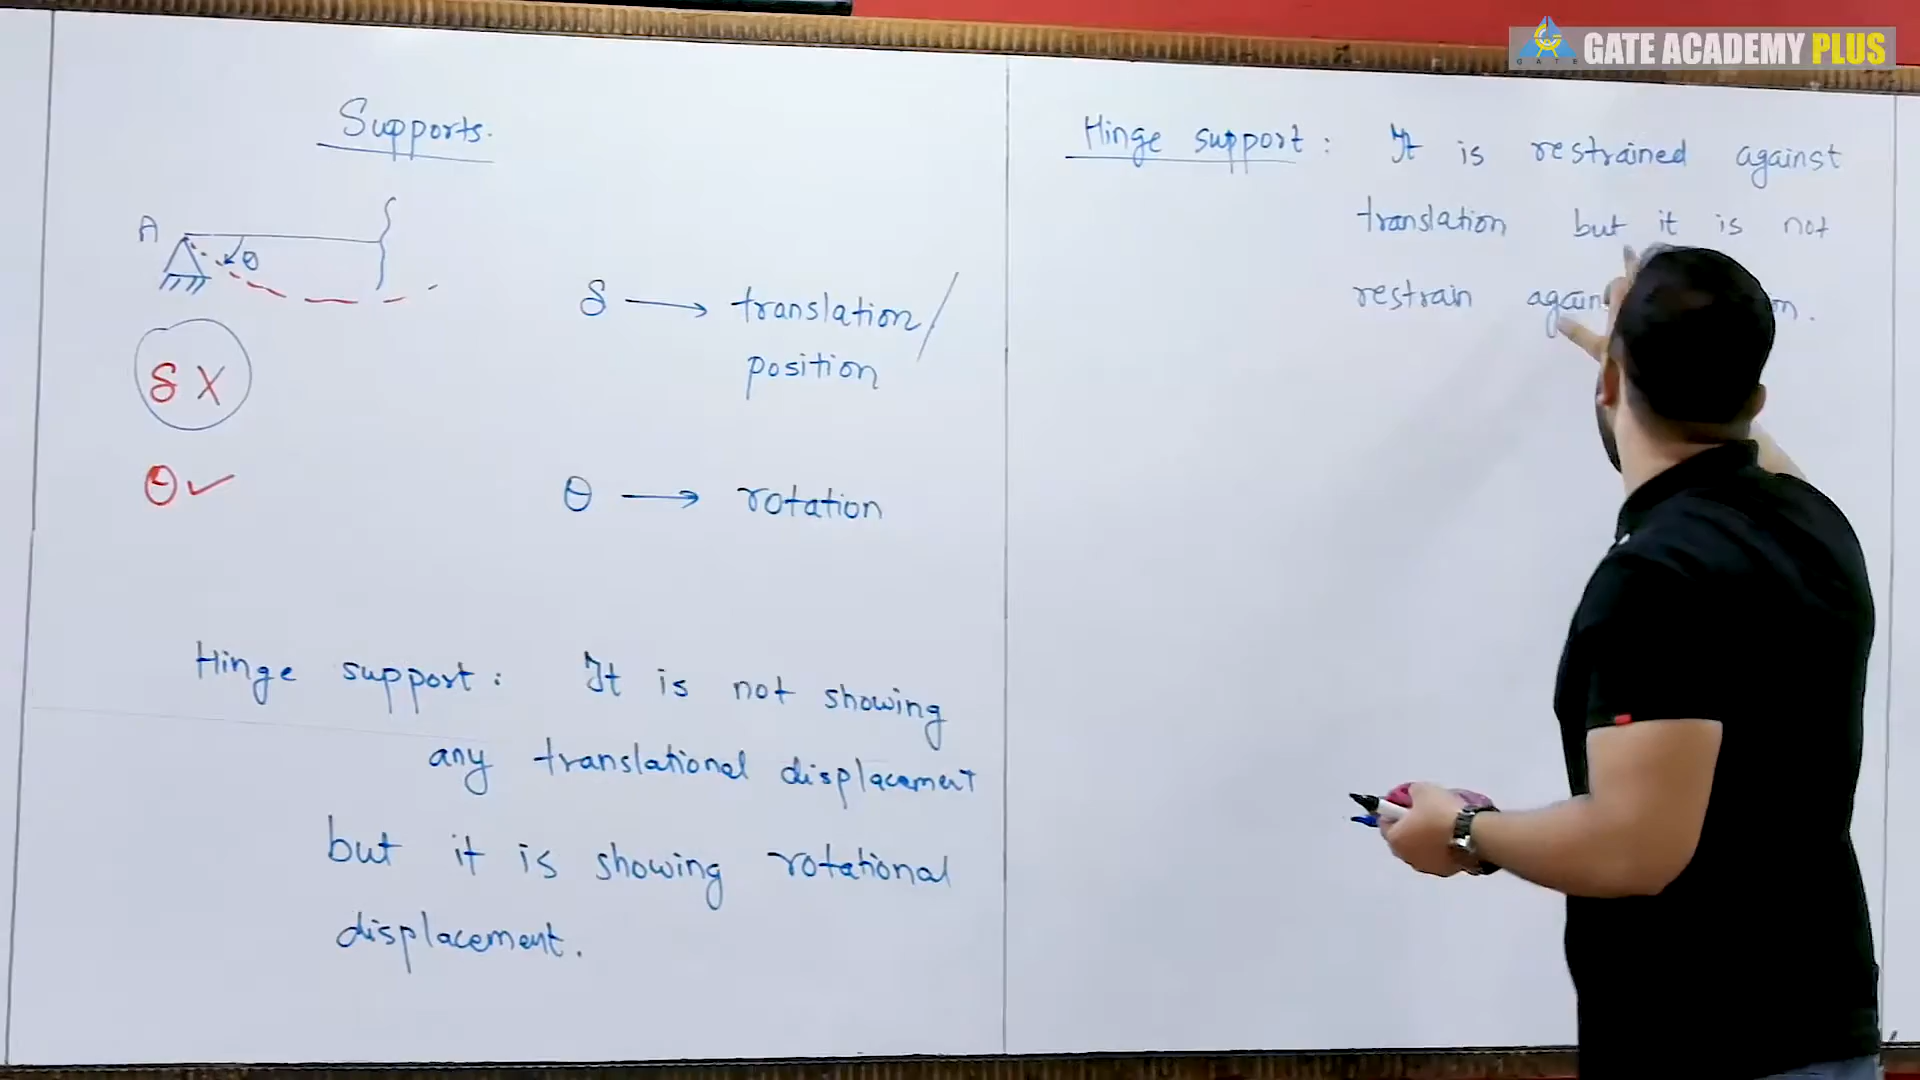 GATE ACADEMY PLUS
GATE
Supports.
A
θ
δ X
θ ✓
δ → translation/
position
θ → rotation
Hinge support: It is not showing
any translational displacement
but it is showing rotational
displacement.
Hinge support: It is restrained against
translation but it is not
restrain